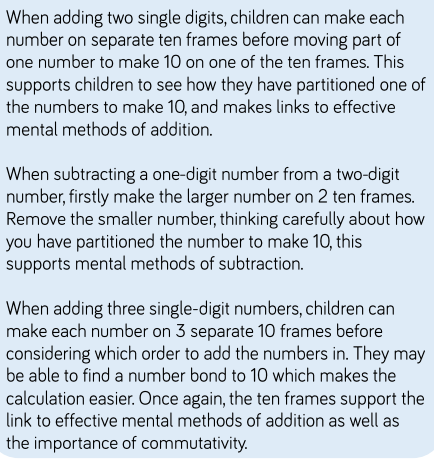 When adding two single digits, children can make each
number on separate ten frames before moving part of
one number to make 10 on one of the ten frames. This
supports children to see how they have partitioned one of
the numbers to make 10, and makes links to effective
mental methods of addition.
When subtracting a one-digit number from a two-digit
number, firstly make the larger number on 2 ten frames.
Remove the smaller number, thinking carefully about how
you have partitioned the number to make 10, this
supports mental methods of subtraction.
When adding three single-digit numbers, children can
make each number on 3 separate 10 frames before
considering which order to add the numbers in. They may
be able to find a number bond to 10 which makes the
calculation easier. Once again, the ten frames support the
link to effective mental methods of addition as well as
the importance of commutativity.